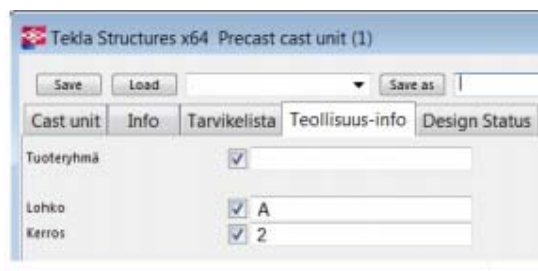 Tekla Structures x64 Precast cast unit (1)
Save Load Save as
Cast unit Info Tarvikelista Teollisuus-info Design Status
Tuoteryhmä
Lohko A
Kerros 2